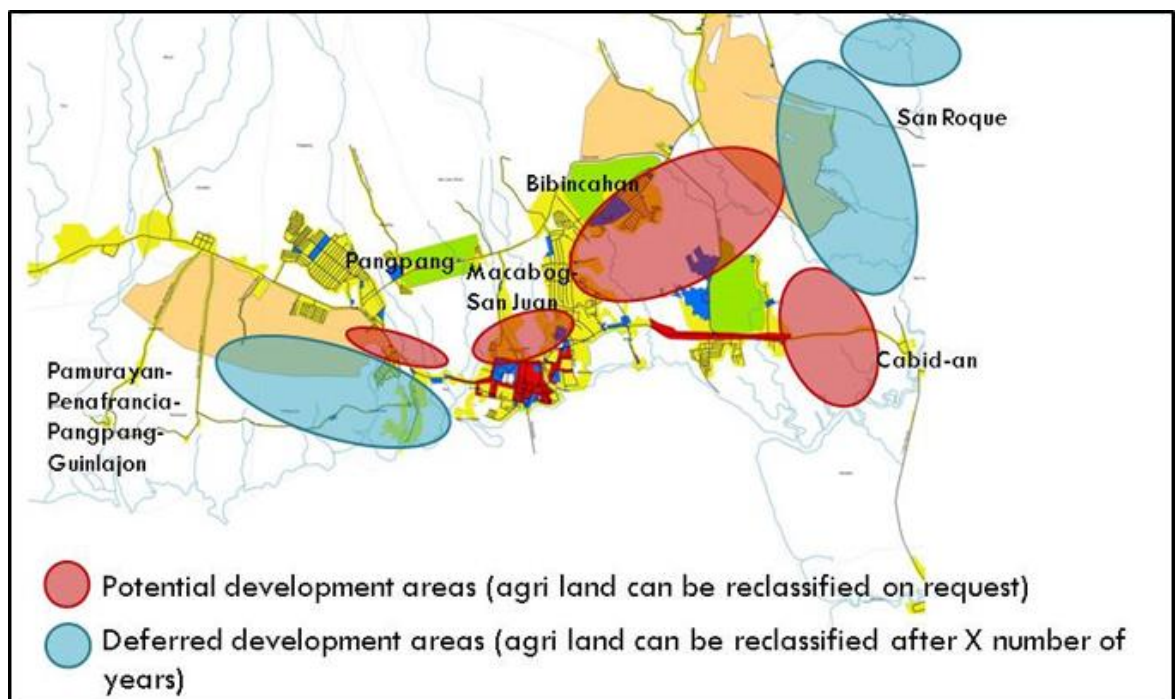 San Roque
Bibincahan
Pangpang-
Macabog-
San Juan
Cabid-an
Pamurayan-
Penafrancia-
Pangpang-
Guinlajon
Potential development areas (agri land can be reclassified on request)
Deferred development areas (agri land can be reclassified after X number of
years)